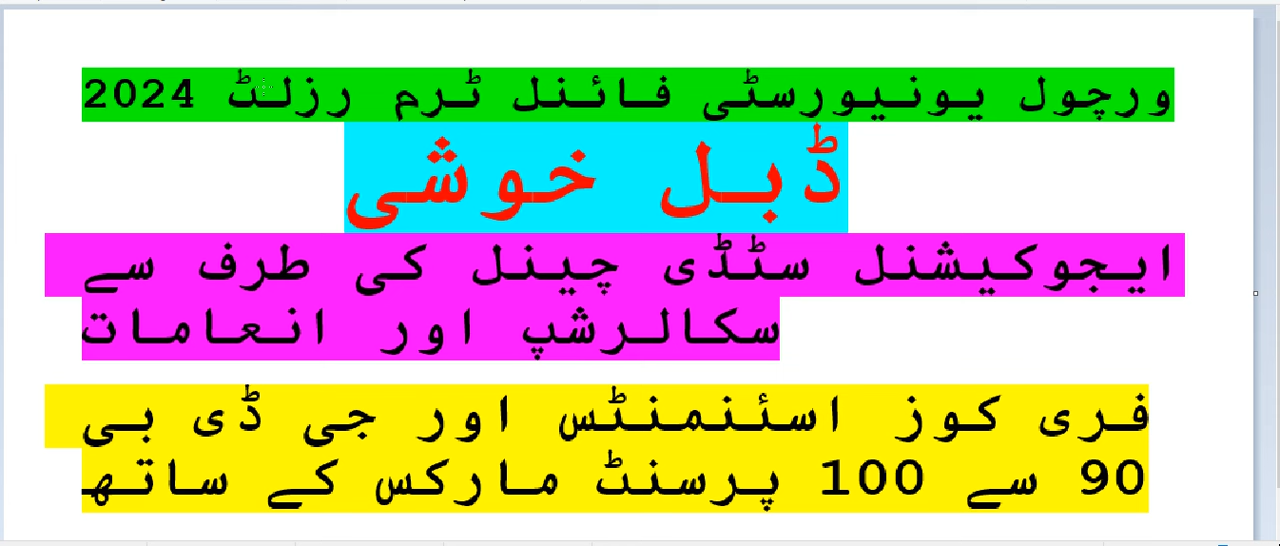 ورچول یونیورسٹی فائنل ٹرم رزلٹ 2024
ڈبل خوشی
ایجوکیشنل سٹڈی چینل کی طرف سے
سکالرشپ اور انعامات
فری کوز اسئنمنٹس اور جی ڈی بی
90 سے 100 پرسنٹ مارکس کے ساتھ